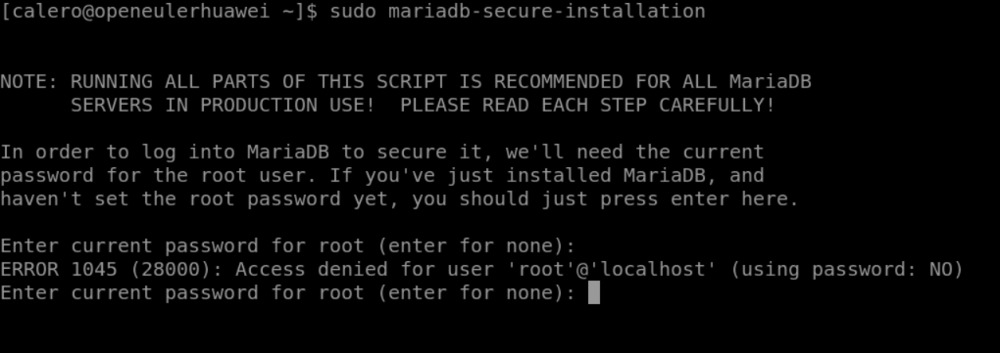 [calero@openeulerhuawei ~]$ sudo mariadb-secure-installation
NOTE: RUNNING ALL PARTS OF THIS SCRIPT IS RECOMMENDED FOR ALL MariaDB
SERVERS IN PRODUCTION USE!  PLEASE READ EACH STEP CAREFULLY!
In order to log into MariaDB to secure it, we'll need the current
password for the root user. If you've just installed MariaDB, and
haven't set the root password yet, you should just press enter here.
Enter current password for root (enter for none):
ERROR 1045 (28000): Access denied for user 'root'@'localhost' (using password: NO)
Enter current password for root (enter for none):